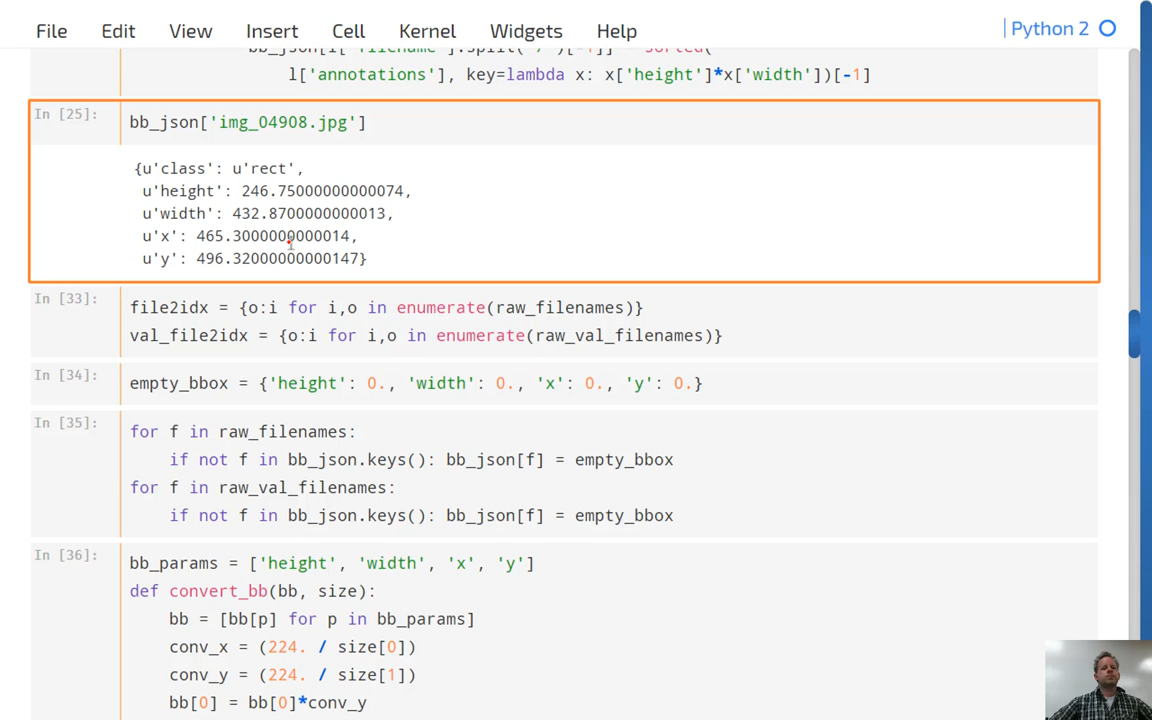 File Edit View Insert Cell Kernel Widgets Help Python 2
l['annotations'], key=lambda x: x['height']*x['width'])[-1]
In [25]:
bb_json['img_04908.jpg']
{u'class': u'rect',
u'height': 246.75000000000074,
u'width': 432.8700000000013,
u'x': 465.3000000000014,
u'y': 496.32000000000147}
In [33]:
file2idx = {o:i for i,o in enumerate(raw_filenames)}
val_file2idx = {o:i for i,o in enumerate(raw_val_filenames)}
In [34]:
empty_bbox = {'height': 0., 'width': 0., 'x': 0., 'y': 0.}
In [35]:
for f in raw_filenames:
if not f in bb_json.keys(): bb_json[f] = empty_bbox
for f in raw_val_filenames:
if not f in bb_json.keys(): bb_json[f] = empty_bbox
In [36]:
bb_params = ['height', 'width', 'x', 'y']
def convert_bb(bb, size):
bb = [bb[p] for p in bb_params]
conv_x = (224. / size[0])
conv_y = (224. / size[1])
bb[0] = bb[0]*conv_y